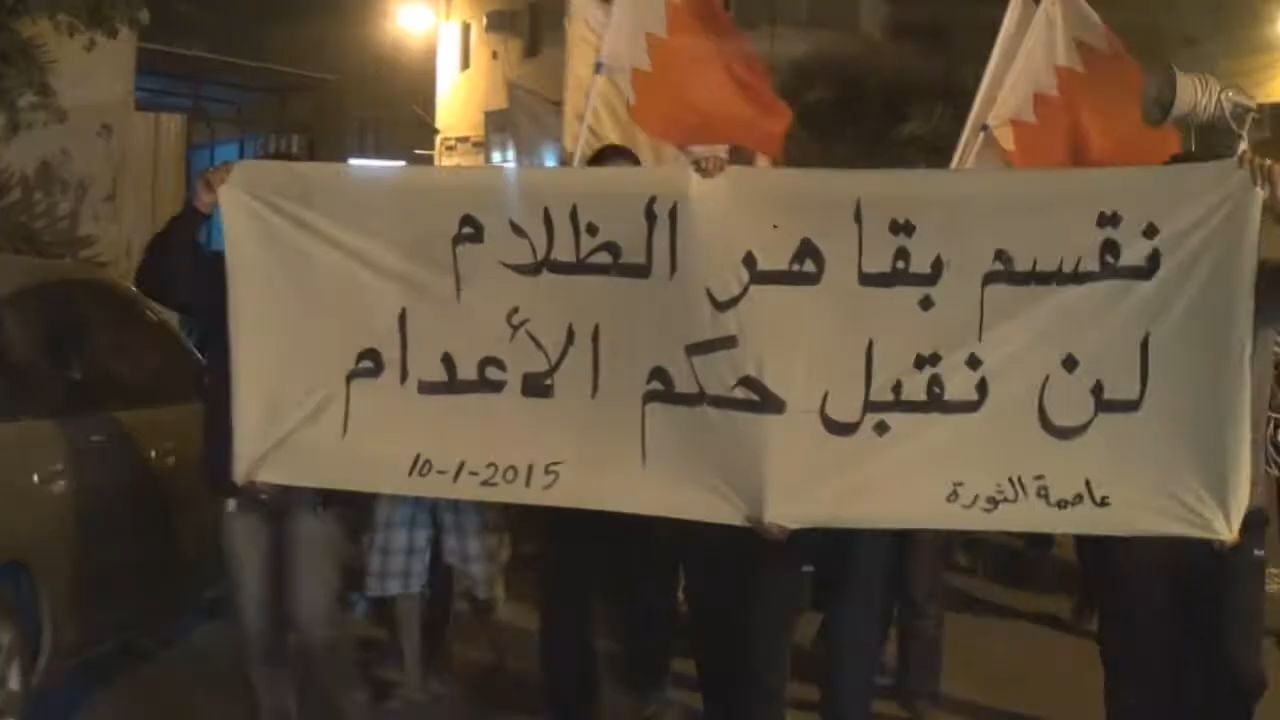 نقسم بقاهر الظلام
لن نقبل حكم الأعدام
عاصمة الثورة
10-1-2015